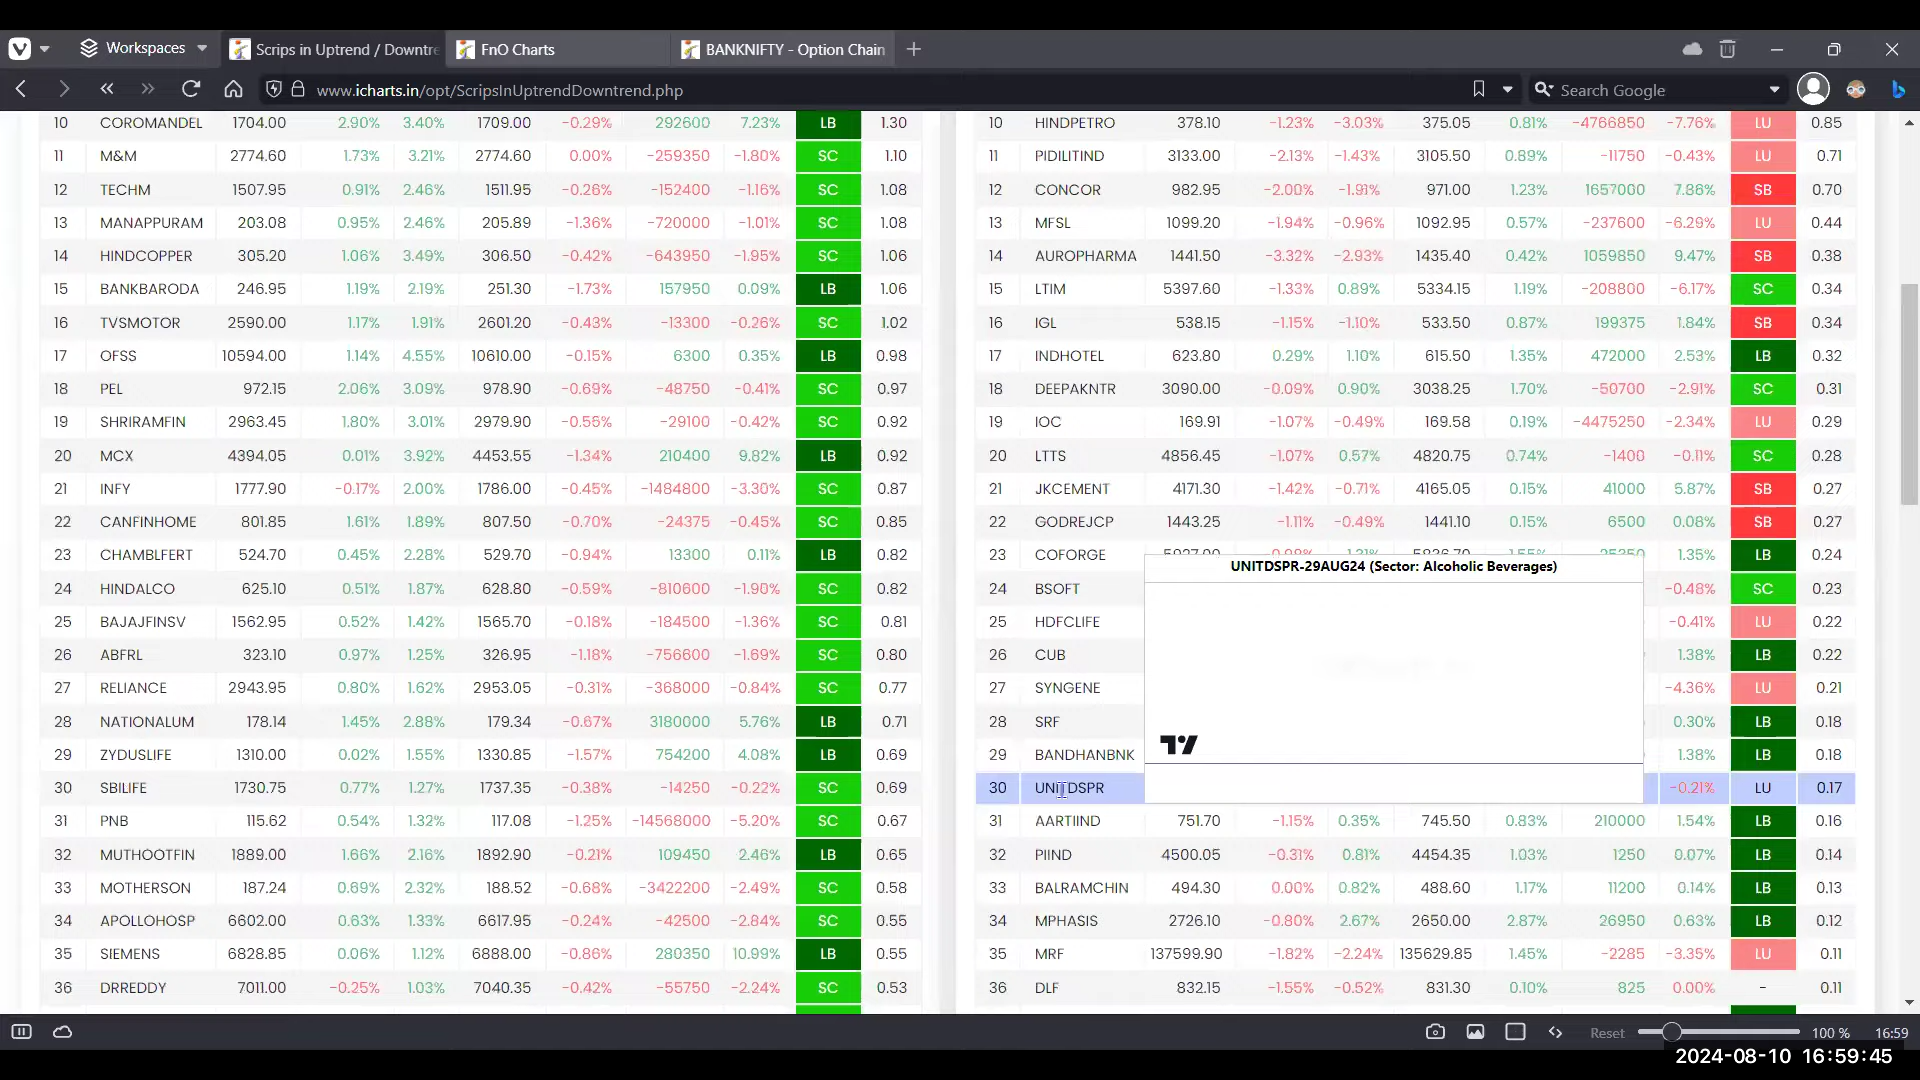 Workspaces
Scrips in Uptrend / Downtre
FnO Charts
BANKNIFTY - Option Chain
www.icharts.in/opt/ScripsInUptrendDowntrend.php
Search Google
10 COROMANDEL 1704.00 2.90% 3.40% 1709.00 -0.29% 292600 7.23% LB 1.30
11 M&M 2774.60 1.73% 3.21% 2774.60 0.00% -259350 -1.80% SC 1.10
12 TECHM 1507.95 0.91% 2.46% 1511.95 -0.26% -152400 -1.16% SC 1.08
13 MANAPPURAM 203.08 0.95% 2.46% 205.89 -1.36% -720000 -1.01% SC 1.08
14 HINDCOPPER 305.20 1.06% 3.49% 306.50 -0.42% -643950 -1.95% SC 1.06
15 BANKBARODA 246.95 1.19% 2.19% 251.30 -1.73% 157950 0.09% LB 1.06
16 TVSMOTOR 2590.00 1.17% 1.91% 2601.20 -0.43% -13300 -0.26% SC 1.02
17 OFSS 10594.00 1.14% 4.55% 10610.00 -0.15% 6300 0.35% LB 0.98
18 PEL 972.15 2.06% 3.09% 978.90 -0.69% -48750 -0.41% SC 0.97
19 SHRIRAMFIN 2963.45 1.80% 3.01% 2979.90 -0.55% -29100 -0.42% SC 0.92
20 MCX 4394.05 0.01% 3.92% 4453.55 -1.34% 210400 9.82% LB 0.92
21 INFY 1777.90 -0.17% 2.00% 1786.00 -0.45% -1484800 -3.30% SC 0.87
22 CANFINHOME 801.85 1.61% 1.89% 807.50 -0.70% -24375 -0.45% SC 0.85
23 CHAMBLFERT 524.70 0.45% 2.28% 529.70 -0.94% 13300 0.11% LB 0.82
24 HINDALCO 625.10 0.51% 1.87% 628.80 -0.59% -810600 -1.90% SC 0.82
25 BAJAJFINSV 1562.95 0.52% 1.42% 1565.70 -0.18% -184500 -1.36% SC 0.81
26 ABFRL 323.10 0.97% 1.25% 326.95 -1.18% -756600 -1.69% SC 0.80
27 RELIANCE 2943.95 0.80% 1.62% 2953.05 -0.31% -368000 -0.84% SC 0.77
28 NATIONALUM 178.14 1.45% 2.88% 179.34 -0.67% 3180000 5.76% LB 0.71
29 ZYDUSLIFE 1310.00 0.02% 1.55% 1330.85 -1.57% 754200 4.08% LB 0.69
30 SBILIFE 1730.75 0.77% 1.27% 1737.35 -0.38% -14250 -0.22% SC 0.69
31 PNB 115.62 0.54% 1.32% 117.08 -1.25% -14568000 -5.20% SC 0.67
32 MUTHOOTFIN 1889.00 1.66% 2.16% 1892.90 -0.21% 109450 2.46% LB 0.65
33 MOTHERSON 187.24 0.69% 2.32% 188.52 -0.68% -3422200 -2.49% SC 0.58
34 APOLLOHOSP 6602.00 0.63% 1.33% 6617.95 -0.24% -42500 -2.84% SC 0.55
35 SIEMENS 6828.85 0.06% 1.12% 6888.00 -0.86% 280350 10.99% LB 0.55
36 DRREDDY 7011.00 -0.25% 1.03% 7040.35 -0.42% -55750 -2.24% SC 0.53
10 HINDPETRO 378.10 -1.23% -3.03% 375.05 0.81% -4766850 -7.76% LU 0.85
11 PIDILITIND 3133.00 -2.13% -1.43% 3105.50 0.89% -11750 -0.43% LU 0.71
12 CONCOR 982.95 -2.00% -1.91% 971.00 1.23% 1657000 7.86% SB 0.70
13 MFSL 1099.20 -1.94% -0.96% 1092.95 0.57% -237600 -6.29% LU 0.44
14 AUROPHARMA 1441.50 -3.32% -2.93% 1435.40 0.42% 1059850 9.47% SB 0.38
15 LTIM 5397.60 -1.33% 0.89% 5334.15 1.19% -208800 -6.17% SC 0.34
16 IGL 538.15 -1.15% -1.10% 533.50 0.87% 199375 1.84% SB 0.34
17 INDHOTEL 623.80 0.29% 1.10% 615.50 1.35% 472000 2.53% LB 0.32
18 DEEPAKNTR 3090.00 -0.09% 0.90% 3038.25 1.70% -50700 -2.91% SC 0.31
19 IOC 169.91 -1.07% -0.49% 169.58 0.19% -4475250 -2.34% LU 0.29
20 LTTS 4856.45 -1.07% 0.57% 4820.75 0.74% -1400 -0.11% SC 0.28
21 JKCEMENT 4171.30 -1.42% -0.71% 4165.05 0.15% 41000 5.87% SB 0.27
22 GODREJCP 1443.25 -1.11% -0.49% 1441.10 0.15% 6500 0.08% SB 0.27
23 COFORGE 1.35% LB 0.24
UNITDSPR-29AUG24 (Sector: Alcoholic Beverages)
24 BSOFT -0.48% SC 0.23
25 HDFCLIFE -0.41% LU 0.22
26 CUB 1.38% LB 0.22
27 SYNGENE -4.36% LU 0.21
28 SRF 0.30% LB 0.18
29 BANDHANBNK 1.38% LB 0.18
30 UNITDSPR -0.21% LU 0.17
31 AARTIIND 751.70 -1.15% 0.35% 745.50 0.83% 210000 1.54% LB 0.16
32 PIIND 4500.05 -0.31% 0.81% 4454.35 1.03% 1250 0.07% LB 0.14
33 BALRAMCHIN 494.30 0.00% 0.82% 488.60 1.17% 11200 0.14% LB 0.13
34 MPHASIS 2726.10 -0.80% 2.67% 2650.00 2.87% 26950 0.63% LB 0.12
35 MRF 137599.90 -1.82% -2.24% 135629.85 1.45% -2285 -3.35% LU 0.11
36 DLF 832.15 -1.55% -0.52% 831.30 0.10% 825 0.00% - 0.11
Reset 100 % 16:59
2024-08-10 16:59:45